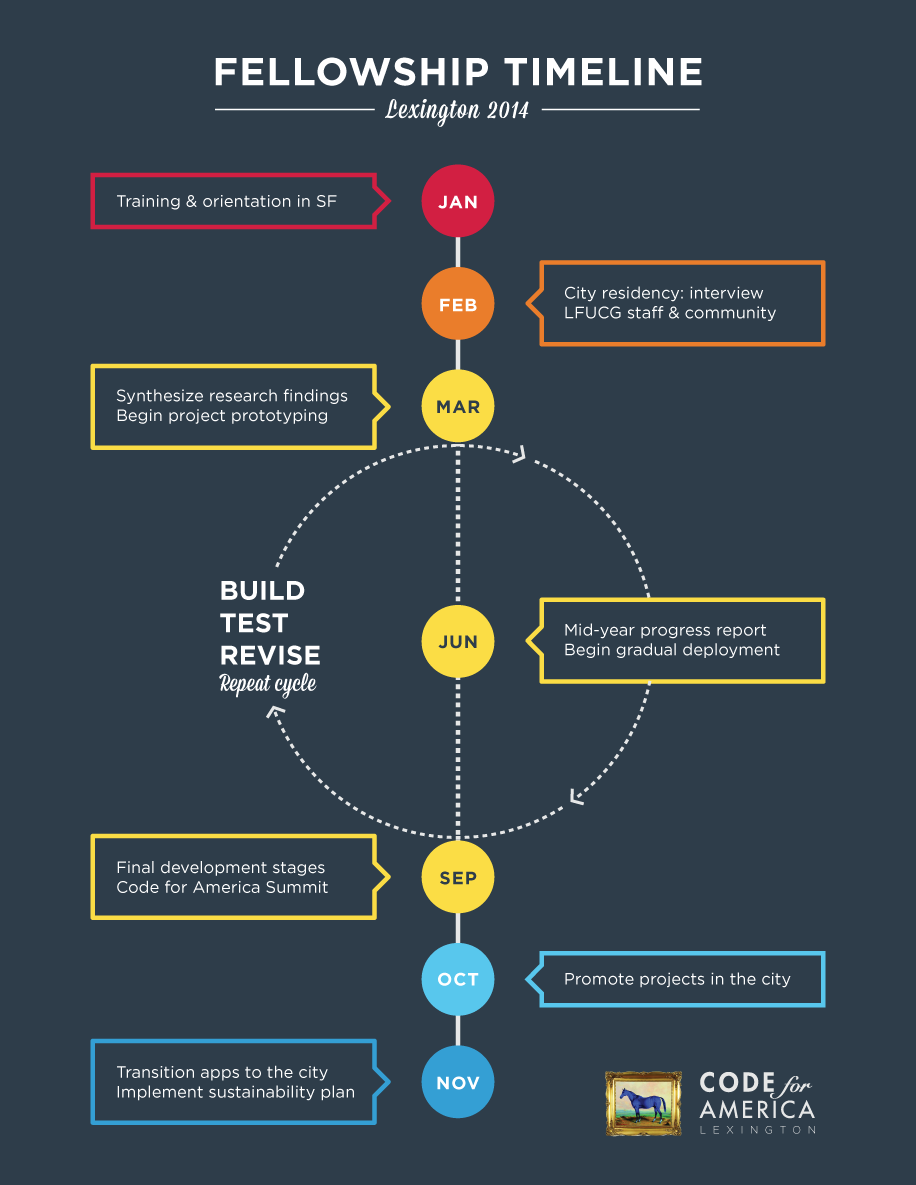 FELLOWSHIP TIMELINE
Lexington 2014
JAN
Training & orientation in SF
FEB
City residency: interview
LFUCG staff & community
MAR
Synthesize research findings
Begin project prototyping
BUILD
TEST
REVISE
Repeat cycle
JUN
Mid-year progress report
Begin gradual deployment
SEP
Final development stages
Code for America Summit
OCT
Promote projects in the city
NOV
Transition apps to the city
Implement sustainability plan
CODE for
AMERICA
LEXINGTON